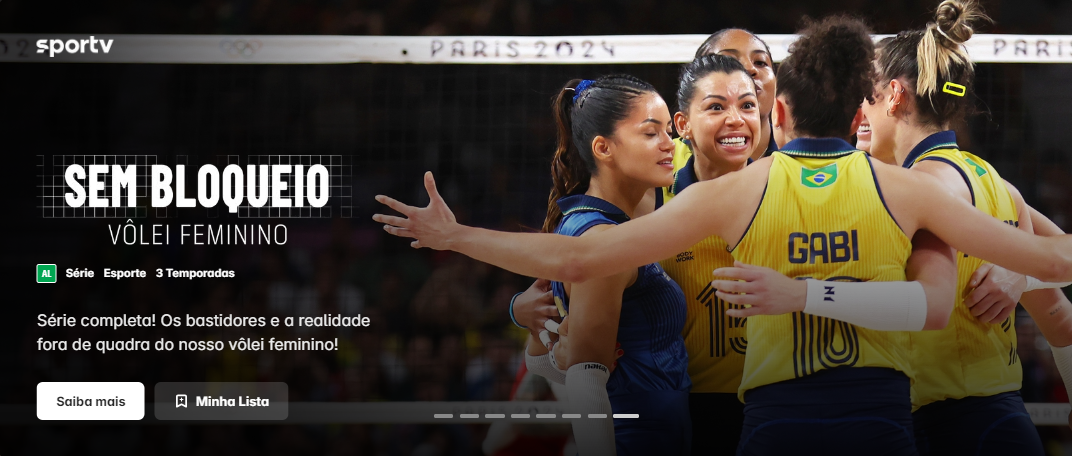 sportv
PARIS 2024
PARIS
SEM BLOQUEIO
VÔLEI FEMININO
AL Série Esporte 3 Temporadas
Série completa! Os bastidores e a realidade
fora de quadra do nosso vôlei feminino!
Saiba mais
Minha Lista
GABI
10